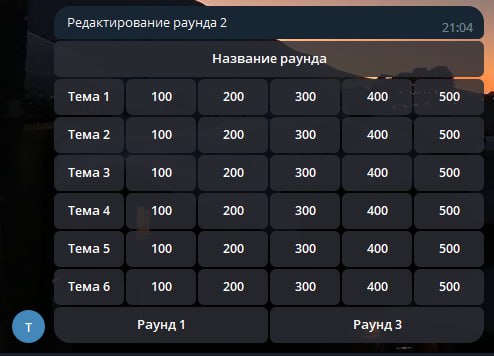 Редактирование раунда 2
21:04
Название раунда
Тема 1 100 200 300 400 500
Тема 2 100 200 300 400 500
Тема 3 100 200 300 400 500
Тема 4 100 200 300 400 500
Тема 5 100 200 300 400 500
Тема 6 100 200 300 400 500
Т Раунд 1 Раунд 3